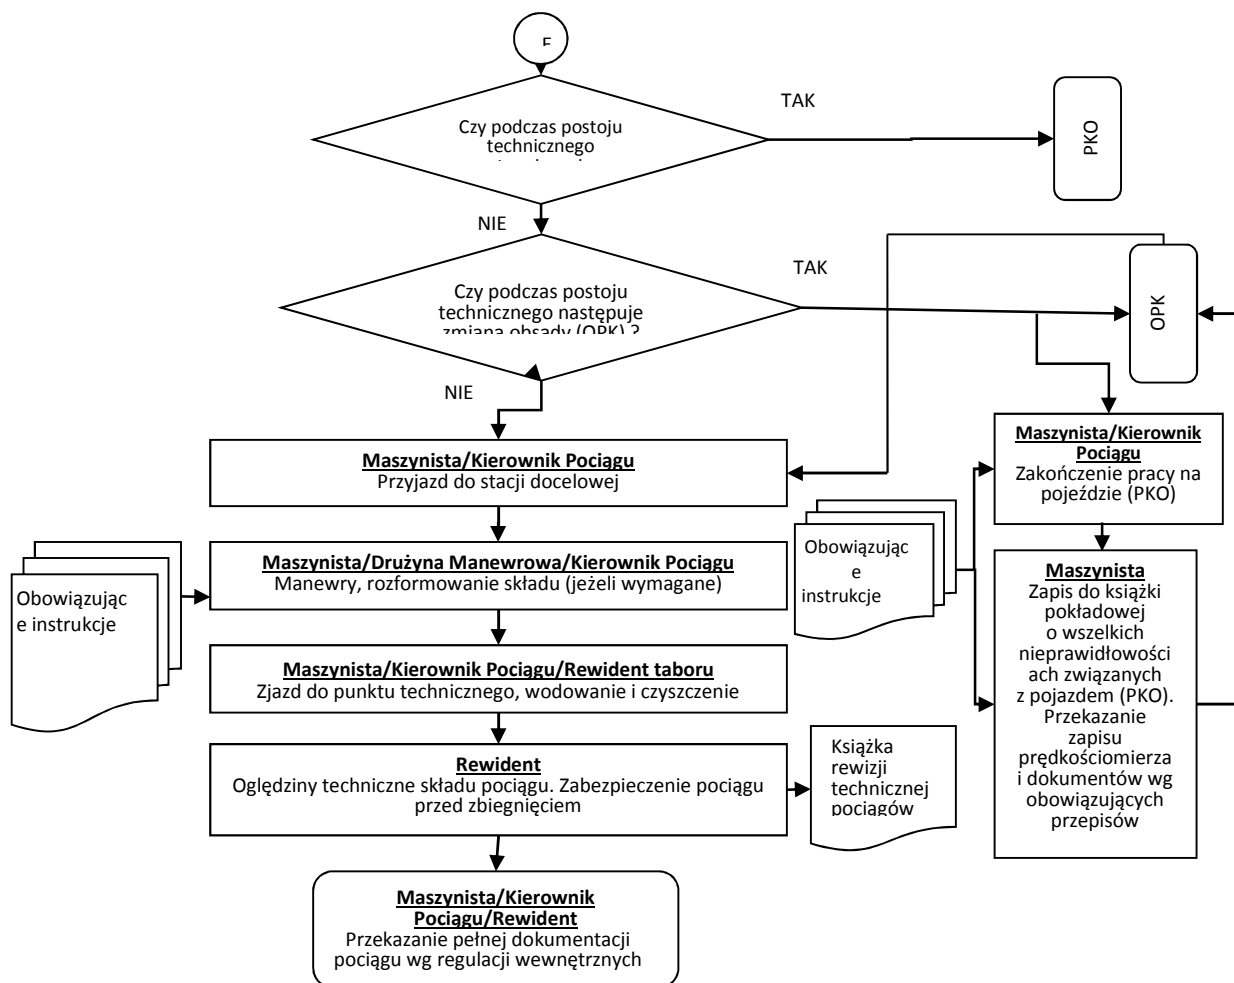 E
Czy podczas postoju
technicznego
TAK
PKO
NIE
Czy podczas postoju
technicznego następuje
zmiana obsady (OPK) ?
TAK
OPK
NIE
Maszynista/Kierownik Pociągu
Przyjazd do stacji docelowej
Maszynista/Kierownik
Pociągu
Zakończenie pracy na
pojeździe (PKO)
Obowiązując
e instrukcje
Maszynista/Drużyna Manewrowa/Kierownik Pociągu
Manewry, rozformowanie składu (jeżeli wymagane)
Obowiązując
e
instrukcje
Maszynista
Zapis do książki
pokładowej
o wszelkich
nieprawidłowości
ach związanych
z pojazdem (PKO).
Przekazanie
zapisu
prędkościomierza
i dokumentów wg
obowiązujących
przepisów
Maszynista/Kierownik Pociągu/Rewident taboru
Zjazd do punktu technicznego, wodowanie i czyszczenie
Rewident
Oględziny techniczne składu pociągu. Zabezpieczenie pociągu
przed zbiegnięciem
Książka
rewizji
technicznej
pociągów
Maszynista/Kierownik
Pociągu/Rewident
Przekazanie pełnej dokumentacji
pociągu wg regulacji wewnętrznych